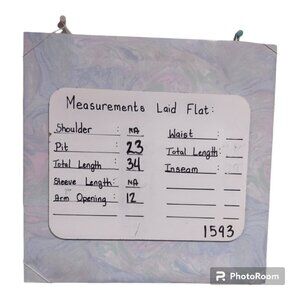 Measurements Laid Flat:
Shoulder : NA
Pit : 23
Total Length : 34
Sleeve Length : NA
Arm Opening : 12
Waist :
Total Length :
Inseam :
1593
PhotoRoom